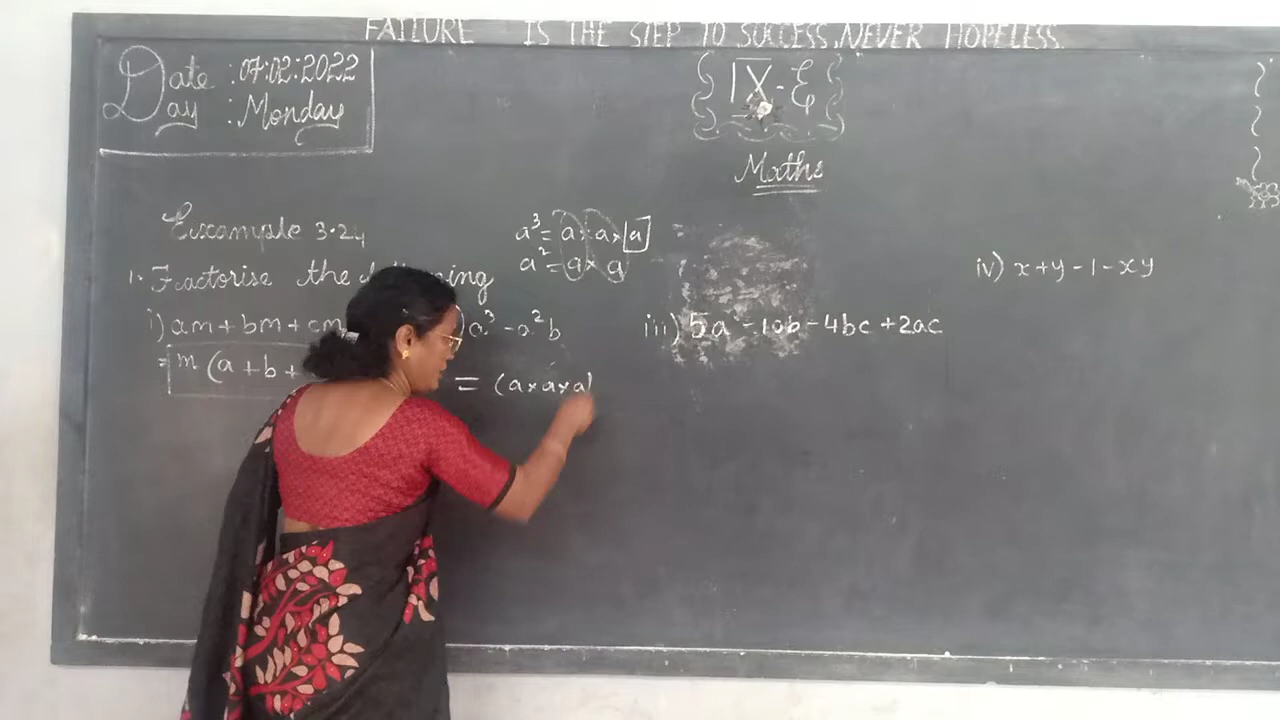 FAILURE IS THE STEP TO SUCCESS, NEVER HOPELESS.
Date : 07:02:2022
Day : Monday
IX - E
Maths
Example 3.24
1. Factorise the
i) am + bm + cm
= m (a + b +
a³ = a × a × a
a² = a × a
) a³ - a²b
= (a × a × a)
iii) 5a - 10b - 4bc + 2ac
iv) x + y - 1 - xy